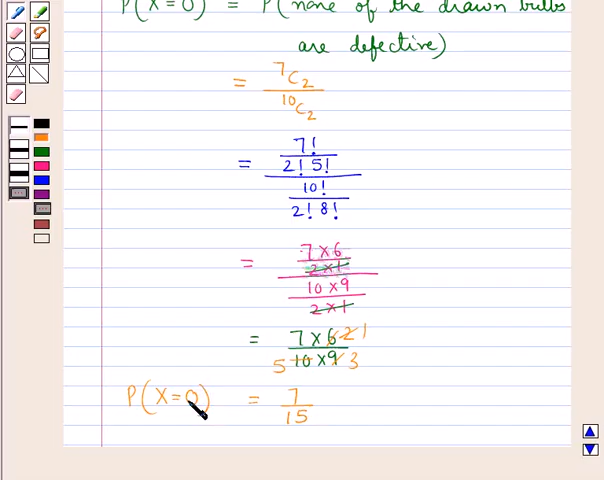 P(X=0) = P(none of the drawn bulbs
are defective)
= ⁷C₂ / ¹⁰C₂
= (7! / 2! 5!) / (10! / 2! 8!)
= (7×6 / 2×1) / (10×9 / 2×1)
= 7×6 2 1 / 5 10×9 3
P(X=0) = 7/15